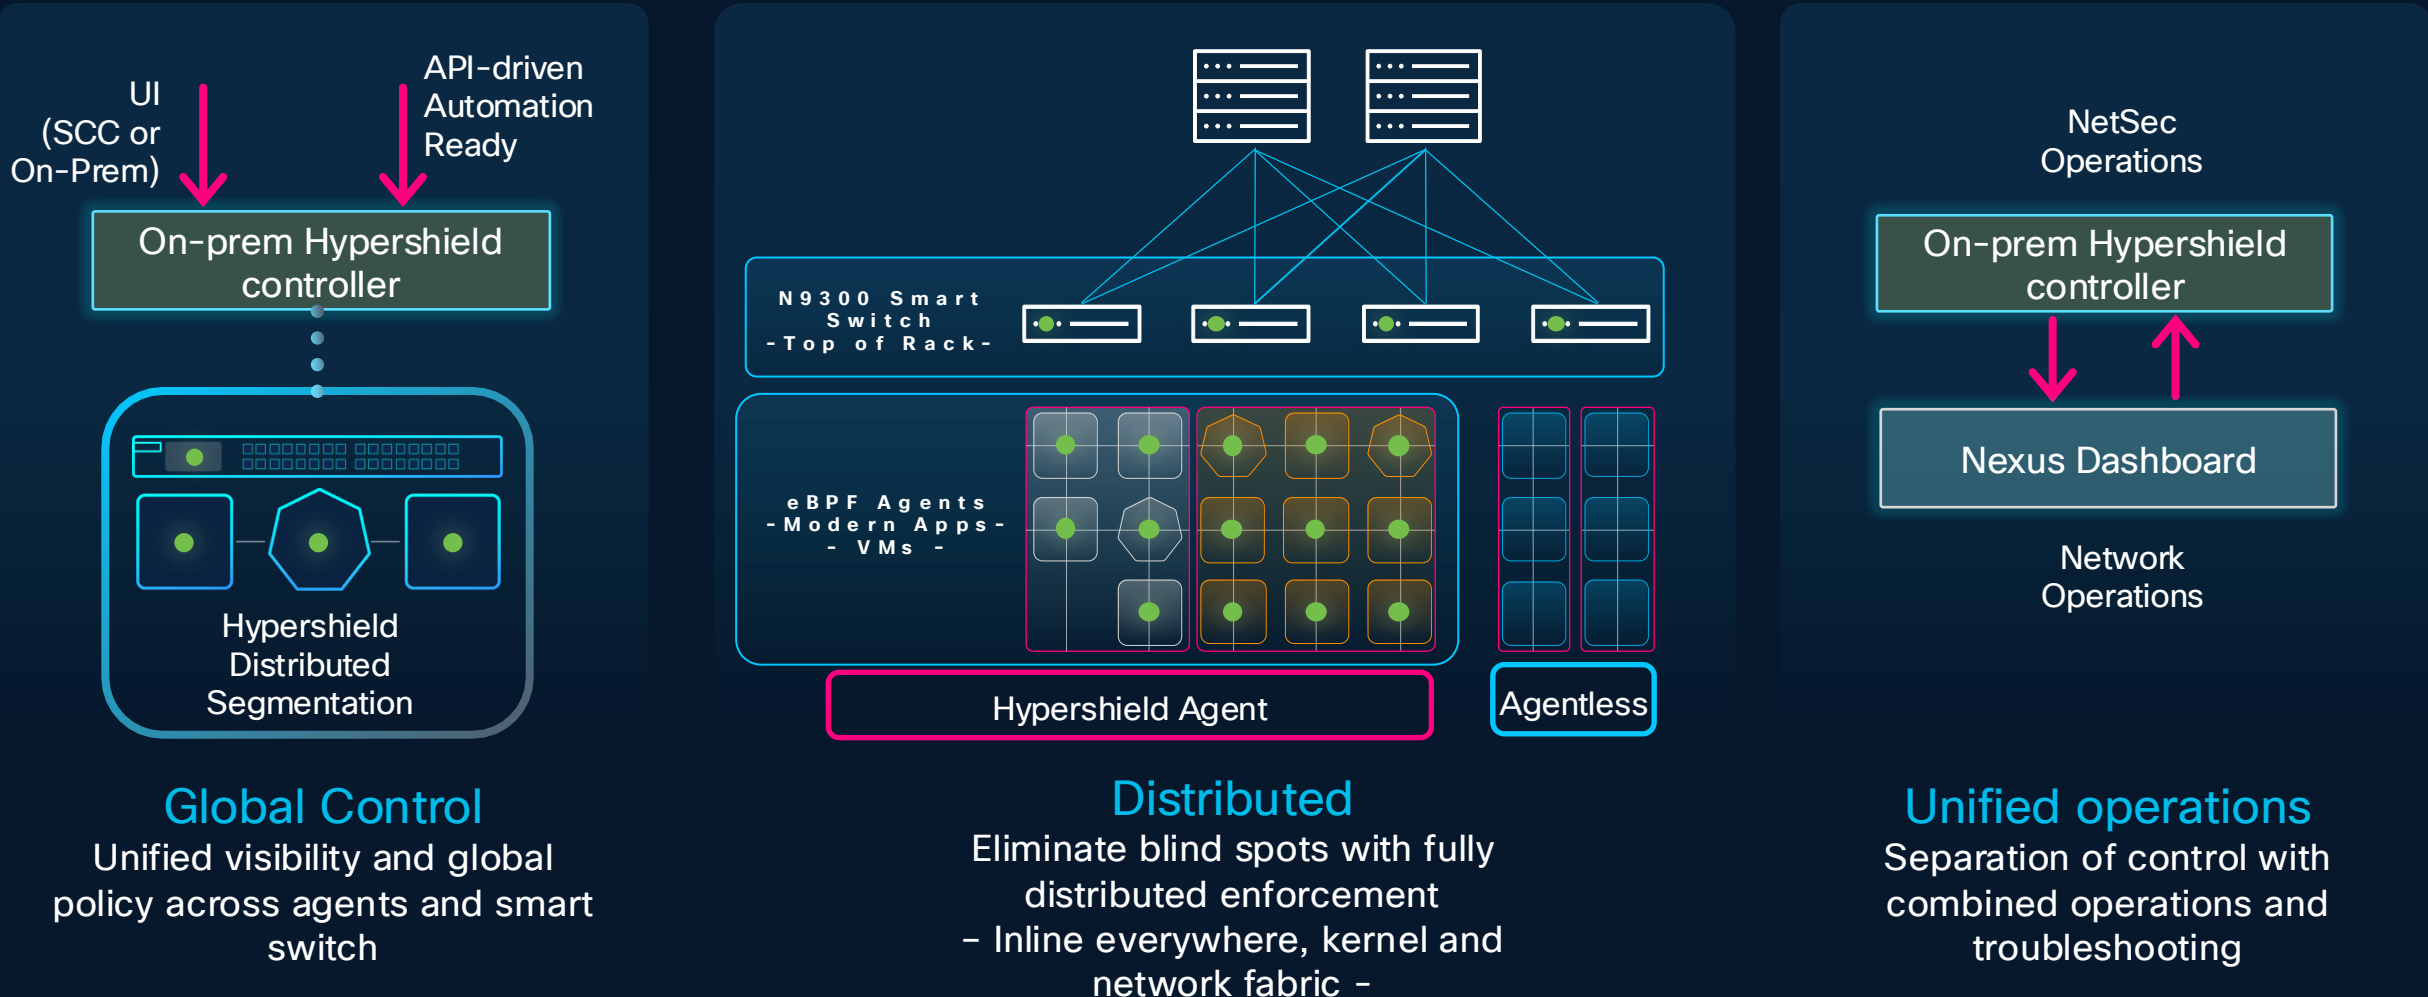 UI
(SCC or
On-Prem)
API-driven
Automation
Ready
On-prem Hypershield
controller
Hypershield
Distributed
Segmentation
Global Control
Unified visibility and global
policy across agents and smart
switch
N9300 Smart
Switch
-Top of Rack-
eBPF Agents
-Modern Apps-
- VMs -
Hypershield Agent
Agentless
Distributed
Eliminate blind spots with fully
distributed enforcement
- Inline everywhere, kernel and
network fabric -
NetSec
Operations
On-prem Hypershield
controller
Nexus Dashboard
Network
Operations
Unified operations
Separation of control with
combined operations and
troubleshooting